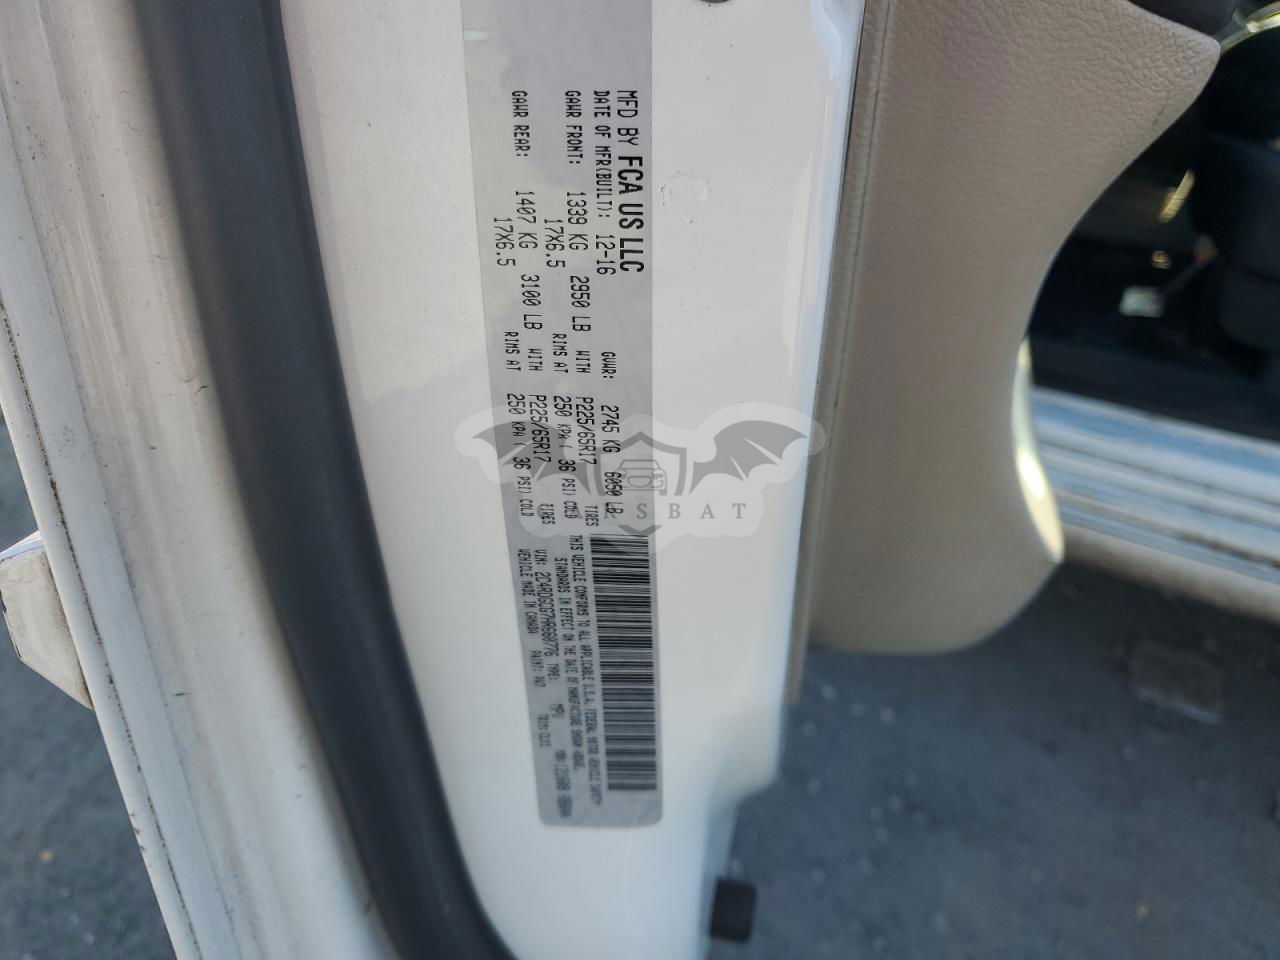 MFD BY FCA US LLC
DATE OF MFR(BUILT): 12-16 GVWR: 2745 KG 6050 LB
GAWR FRONT: 1339 KG 2950 LB WITH P225/65R17 TIRES
17X6.5 RIMS AT 250 KPA( 36 PSI) COLD
GAWR REAR: 1407 KG 3100 LB WITH P225/65R17 TIRES
17X6.5 RIMS AT 250 KPA( 36 PSI) COLD
THIS VEHICLE CONFORMS TO ALL APPLICABLE U.S.A. FEDERAL MOTOR VEHICLE SAFETY
STANDARDS IN EFFECT ON THE DATE OF MANUFACTURE SHOWN ABOVE.
VIN: 2C4RDGCG7HR660776 TYPE: MPV
VEHICLE MADE IN CANADA PAINT: PW7